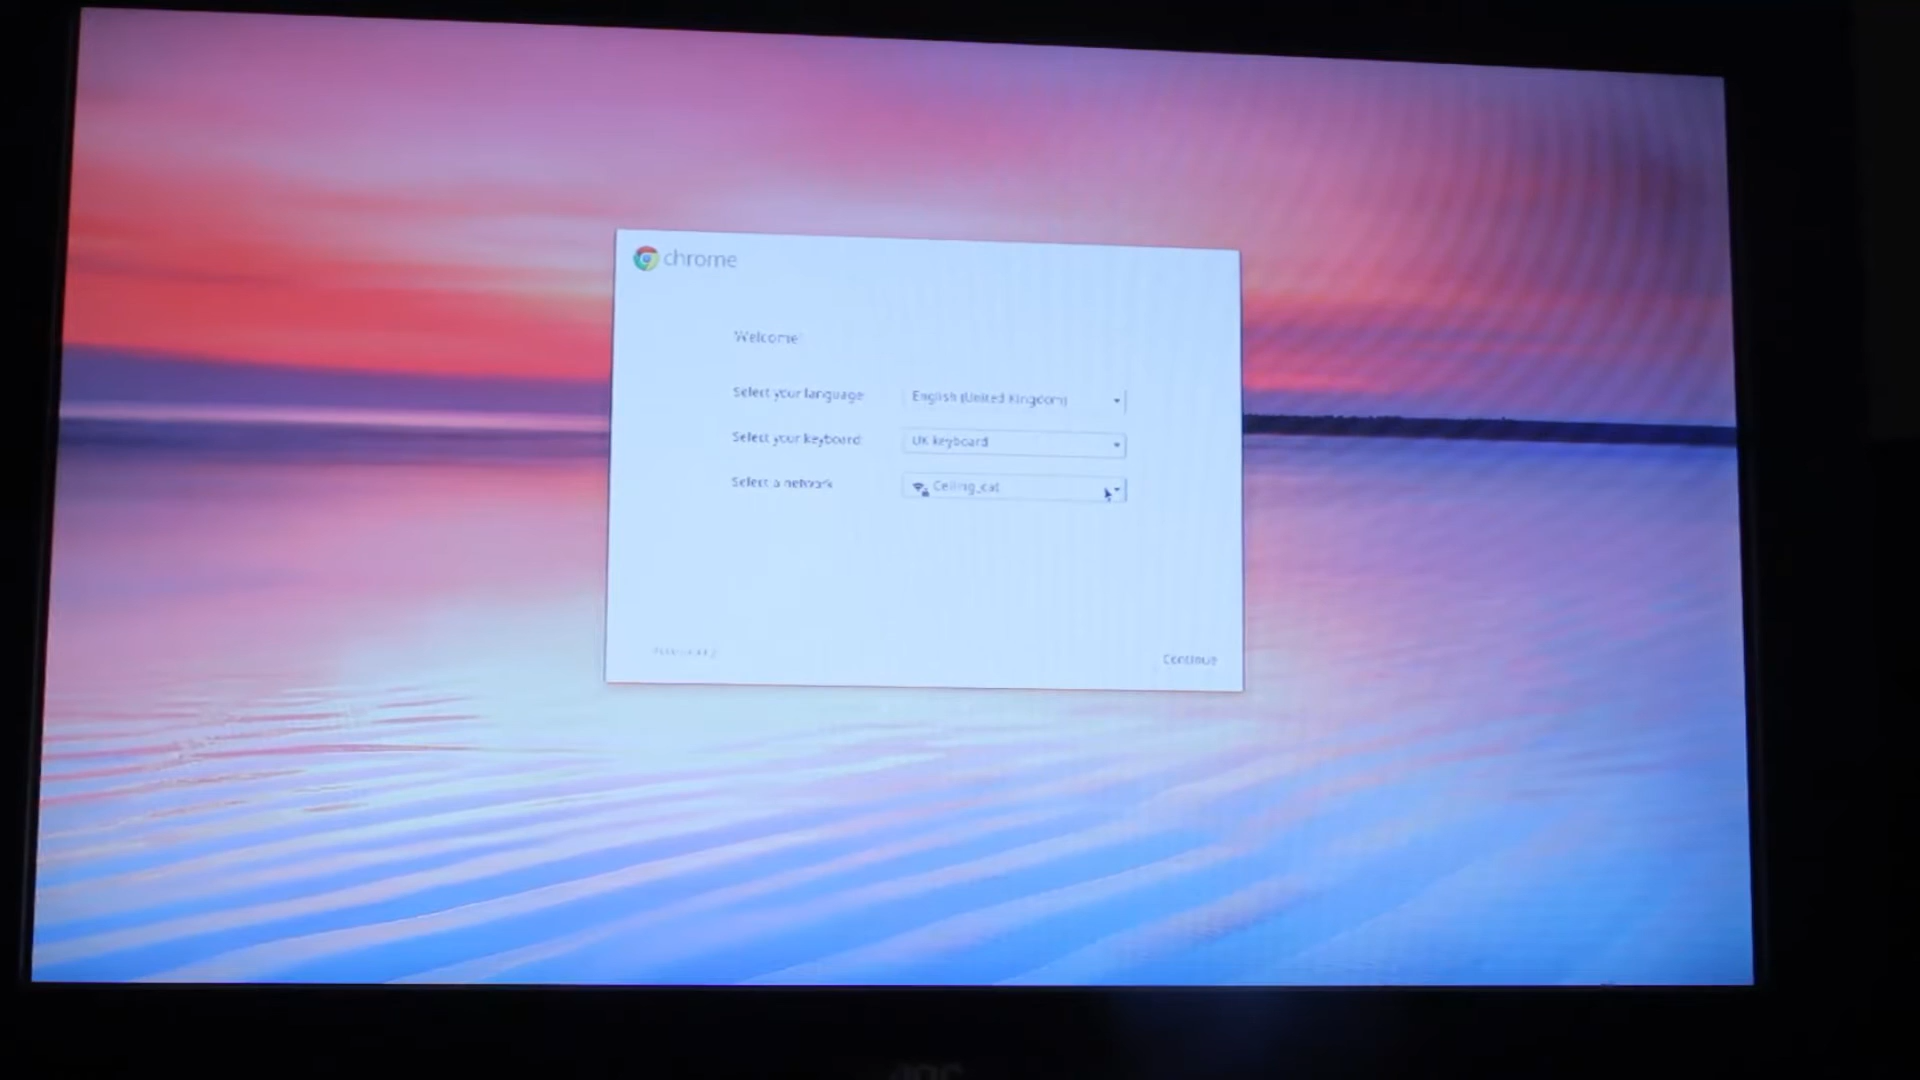 chrome
Welcome!
Select your language:
English (United Kingdom)
Select your keyboard:
UK keyboard
Select a network:
Ceiling_cat
Continue